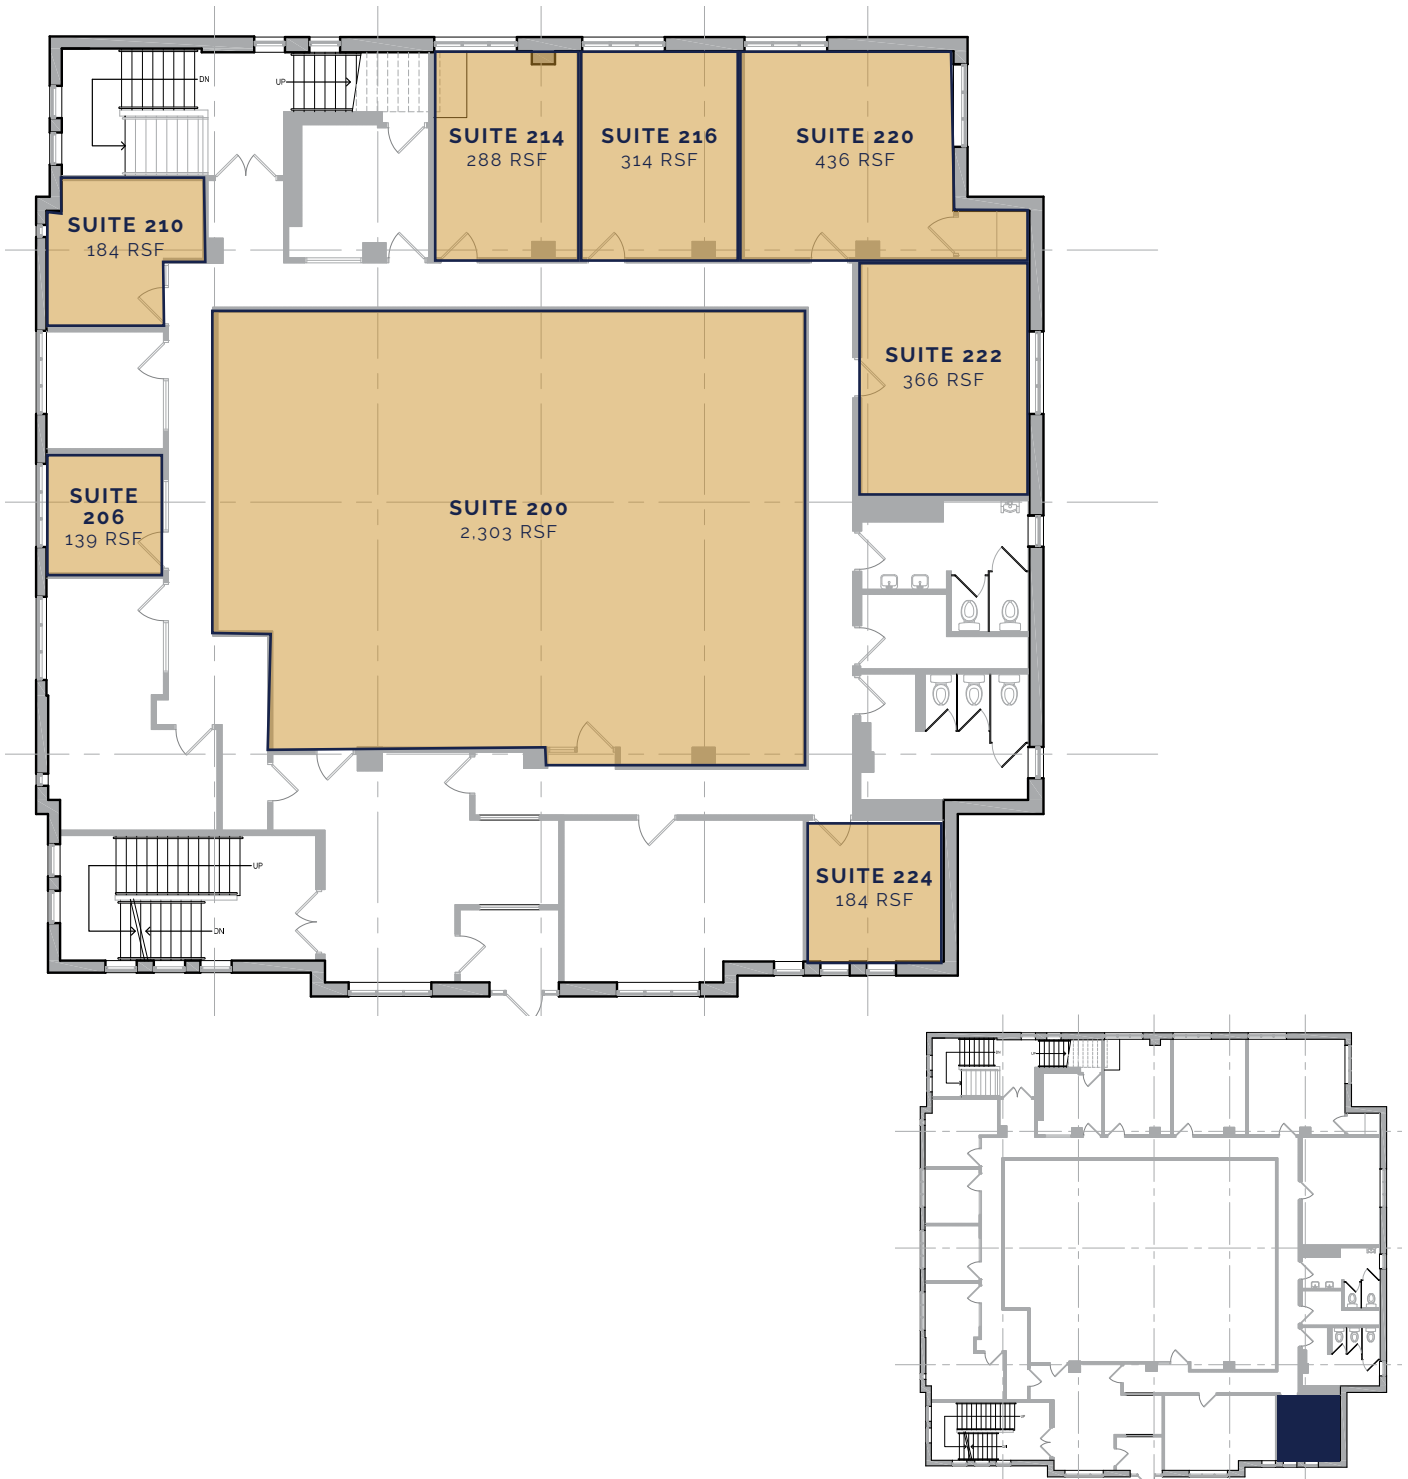 DN
UP
SUITE 214
288 RSF
SUITE 216
314 RSF
SUITE 220
436 RSF
SUITE 210
184 RSF
SUITE 222
366 RSF
SUITE
206
139 RSF
SUITE 200
2,303 RSF
UP
DN
SUITE 224
184 RSF